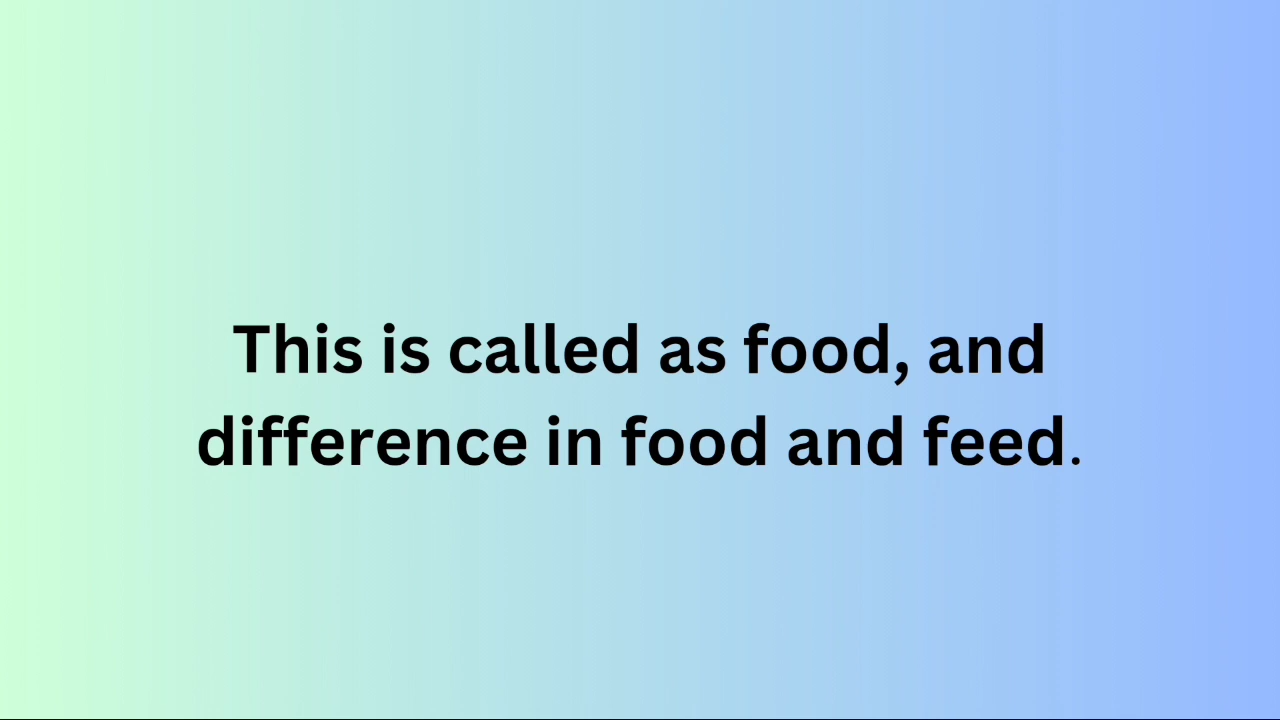 This is called as food, and
difference in food and feed.